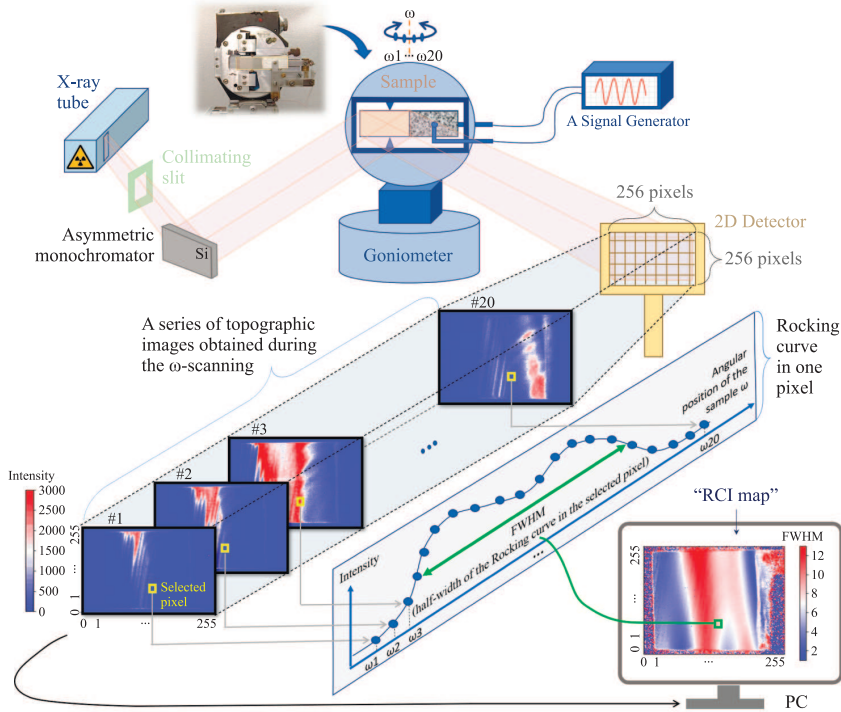 ω
ω1 ··· ω20
Sample
X-ray
tube
Collimating
slit
A Signal Generator
Asymmetric
monochromator
Si
Goniometer
256 pixels
2D Detector
256 pixels
#20
A series of topographic
images obtained during
the ω-scanning
Rocking
curve
in one
pixel
Angular
position of the
sample ω
ω20
#3
...
#2
#1
Intensity
3000
2500
2000
1500
1000
500
0
255
...
1
0
Selected
pixel
0 1 ... 255
Intensity
FWHM
(half-width of the Rocking curve in the selected pixel)
...
ω1
ω2
ω3
“RCI map”
FWHM
12
10
8
6
4
2
255
...
1
0
0 1 ... 255
PC